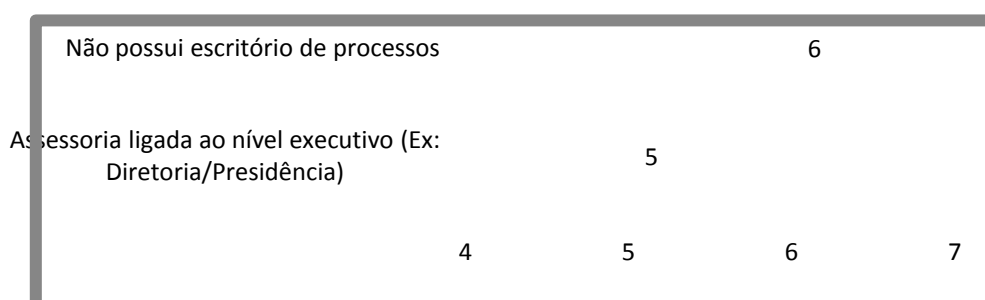 Não possui escritório de processos 6
Assessoria ligada ao nível executivo (Ex:
Diretoria/Presidência) 5
4 5 6 7